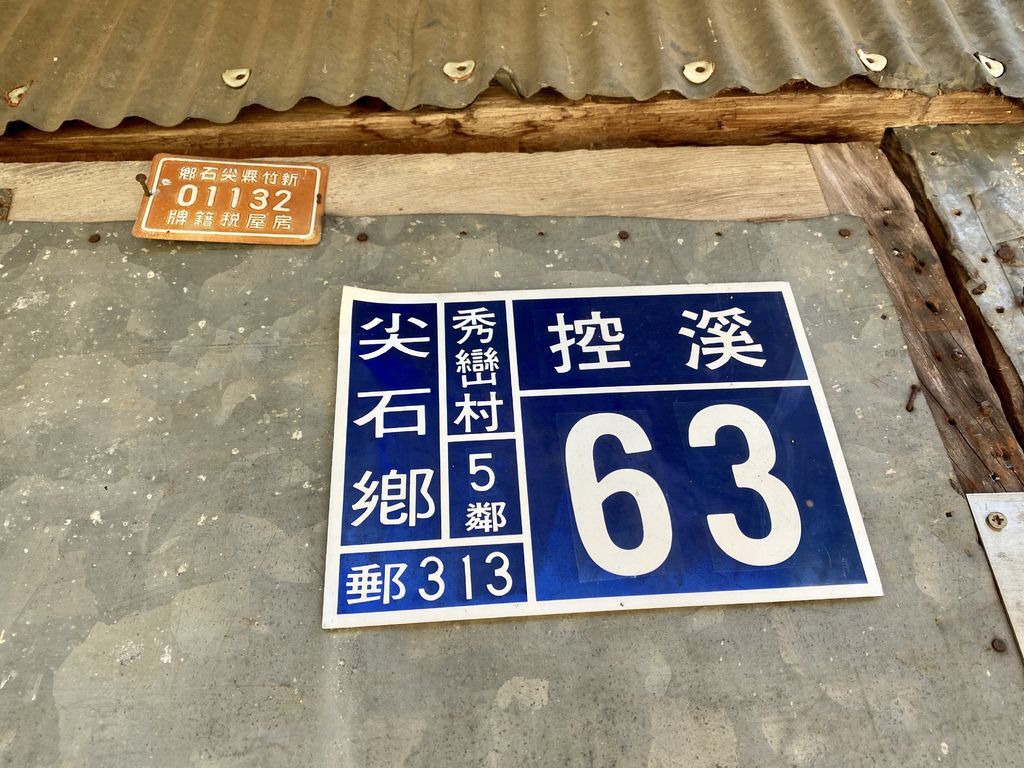 鄉石尖縣竹新
01132
牌籍稅屋房
尖石鄉
秀巒村
5鄰
郵313
控溪
63